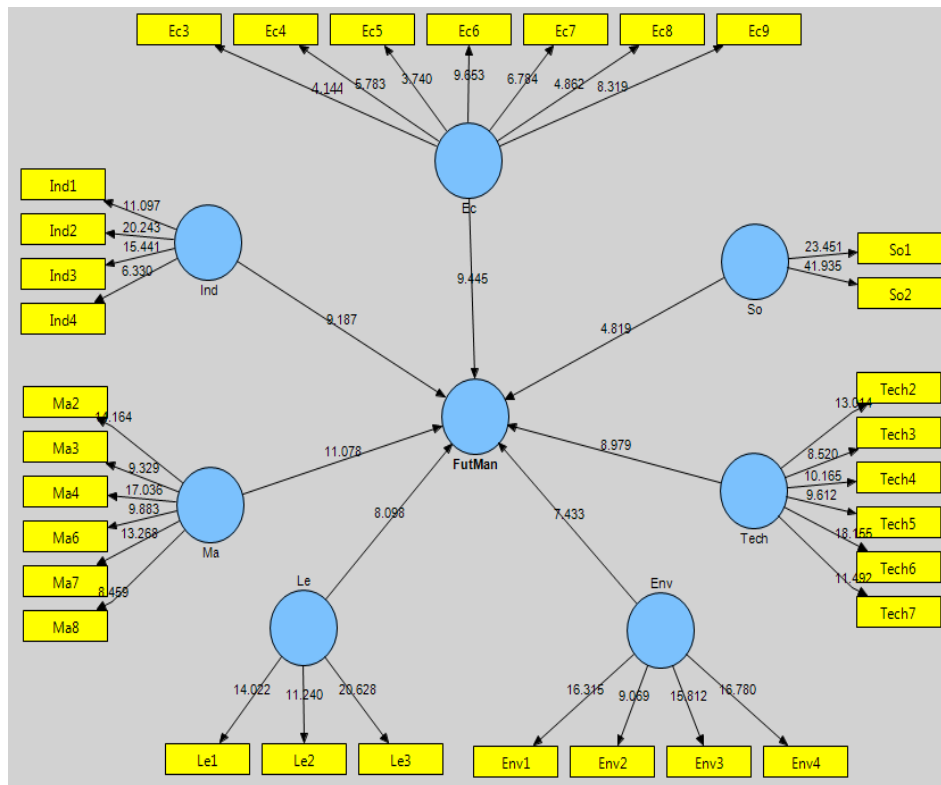 Ec3 Ec4 Ec5 Ec6 Ec7 Ec8 Ec9
4.144 5.783 3.740 9.653 6.784 4.862 8.319
Ec
9.445
Ind1
Ind2
Ind3
Ind4
11.097
20.243
15.441
6.330
Ind
9.187
So1
So2
23.451
41.935
So
4.819
FutMan
Ma2
Ma3
Ma4
Ma6
Ma7
Ma8
14.164
9.329
17.036
9.883
13.268
8.459
Ma
11.078
Tech2
Tech3
Tech4
Tech5
Tech6
Tech7
13.014
8.520
10.165
9.612
18.155
11.492
Tech
8.979
Le
8.098
14.022 11.240 20.628
Le1 Le2 Le3
Env
7.433
16.315 9.069 15.812 16.780
Env1 Env2 Env3 Env4